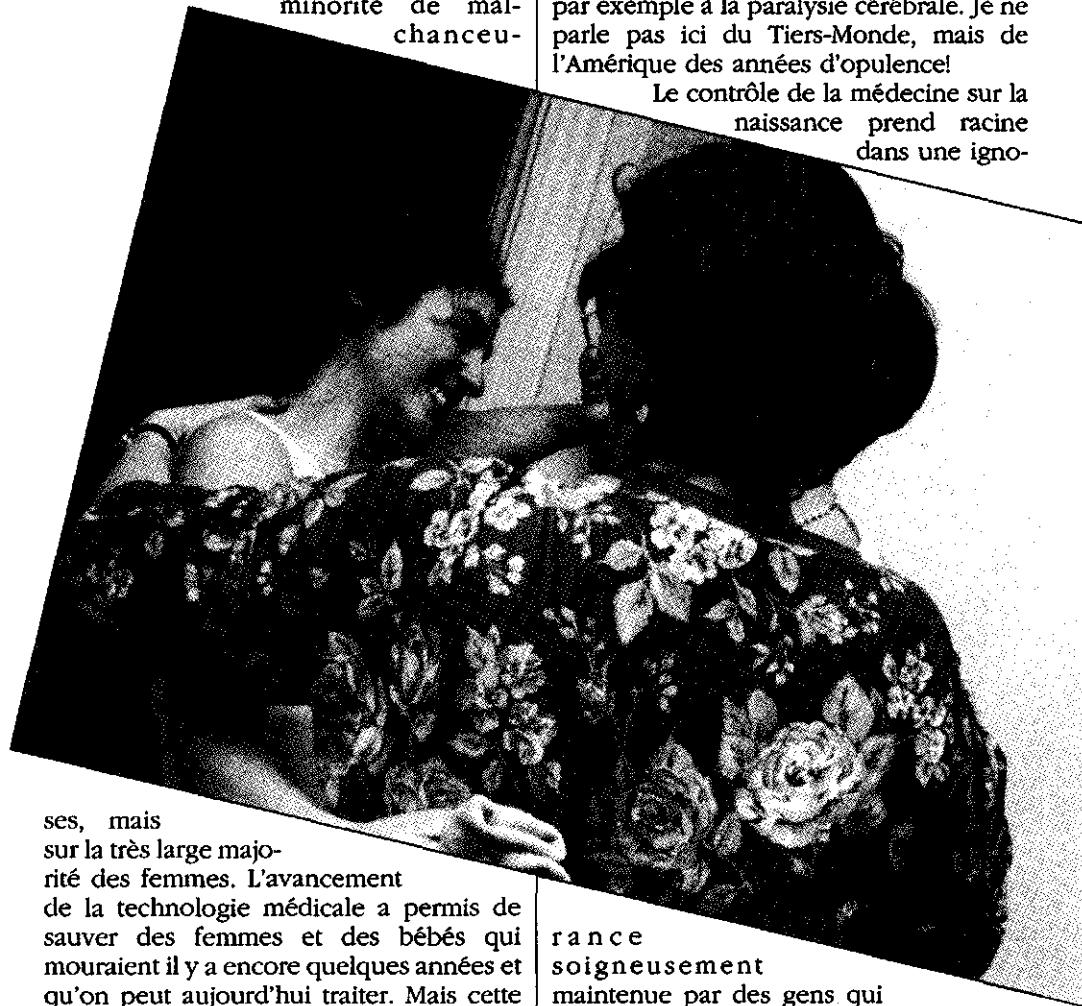 minorité de mal-
chanceu-
ses, mais
sur la très large majo-
rité des femmes. L'avancement
de la technologie médicale a permis de
sauver des femmes et des bébés qui
mouraient il y a encore quelques années et
qu'on peut aujourd'hui traiter. Mais cette
par exemple à la paralysie cérébrale. Je ne
parle pas ici du Tiers-Monde, mais de
l'Amérique des années d'opulence!
Le contrôle de la médecine sur la
naissance prend racine
dans une igno-
rance
soigneusement
maintenue par des gens qui